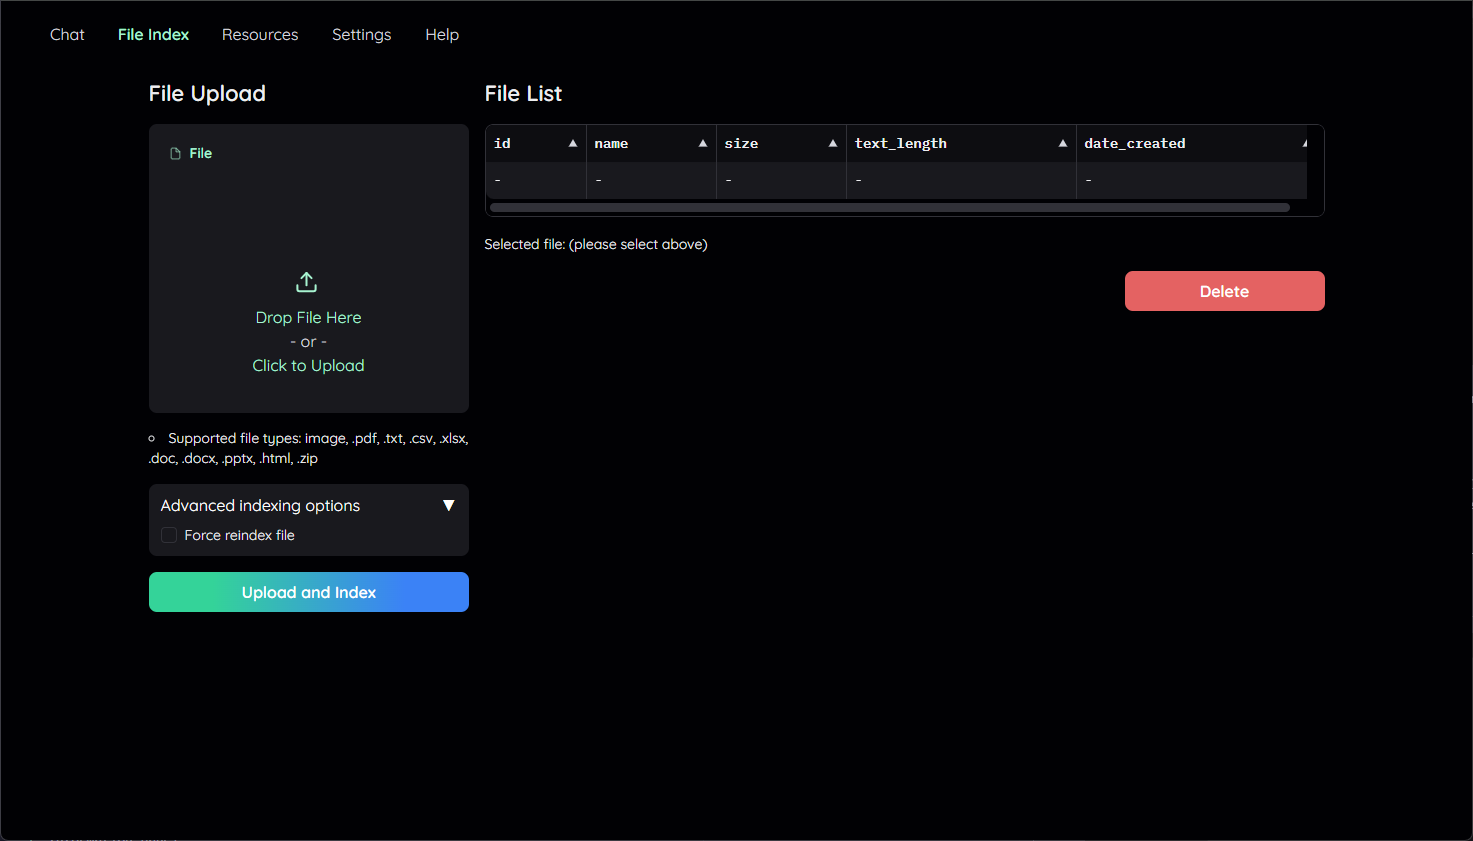 Chat File Index Resources Settings Help
File Upload
File
Drop File Here
- or -
Click to Upload
Supported file types: image, .pdf, .txt, .csv, .xlsx,
.doc, .docx, .pptx, .html, .zip
Advanced indexing options ▼
Force reindex file
Upload and Index
File List
id ▲ name ▲ size ▲ text_length ▲ date_created
- - - - -
Selected file: (please select above)
Delete